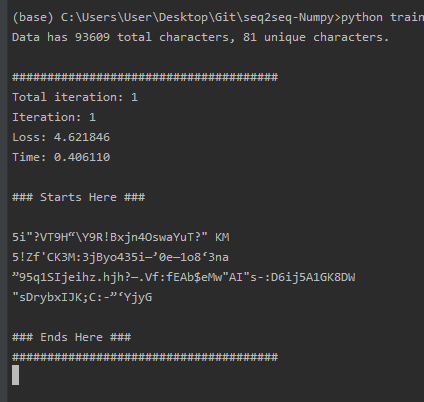 (base) C:\Users\User\Desktop\Git\seq2seq-Numpy>python train
Data has 93609 total characters, 81 unique characters.
######################################
Total iteration: 1
Iteration: 1
Loss: 4.621846
Time: 0.406110
### Starts Here ###
5i"?VT9H“\Y9R!Bxjn4OswaYuT?" KM
5!Zf'CK3M:3jByo435i—’0e—1o8‘3na
”95q1SIjeihz.hjh?—.Vf:fEAb$eMw"AI"s-:D6ij5A1GK8DW
"sDrybxIJK;C:-”‘YjyG
### Ends Here ###
######################################